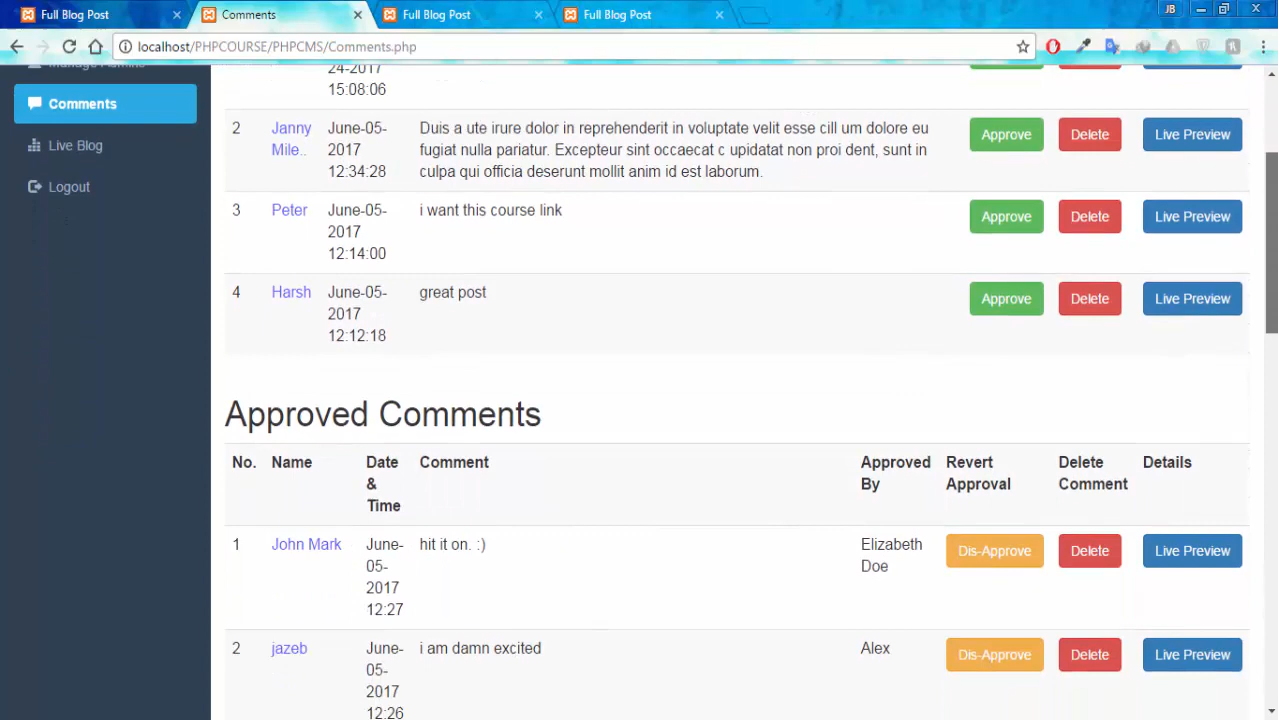 Full Blog Post
Comments
Full Blog Post
Full Blog Post
JB
localhost/PHPCOURSE/PHPCMS/Comments.php
Manage Admins
Comments
Live Blog
Logout
24-2017
15:08:06
2 Janny Mile.. June-05-2017 12:34:28 Duis a ute irure dolor in reprehenderit in voluptate velit esse cill um dolore eu
fugiat nulla pariatur. Excepteur sint occaecat c upidatat non proi dent, sunt in
culpa qui officia deserunt mollit anim id est laborum. Approve Delete Live Preview
3 Peter June-05-2017 12:14:00 i want this course link Approve Delete Live Preview
4 Harsh June-05-2017 12:12:18 great post Approve Delete Live Preview
Approved Comments
No. Name Date & Time Comment Approved By Revert Approval Delete Comment Details
1 John Mark June-05-2017 12:27 hit it on. :) Elizabeth Doe Dis-Approve Delete Live Preview
2 jazeb June-05-2017 12:26 i am damn excited Alex Dis-Approve Delete Live Preview